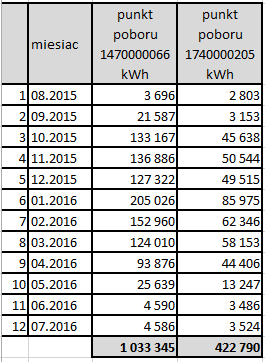 miesiac punkt poboru 1470000066 kWh punkt poboru 1740000205 kWh
1 08.2015 3 696 2 803
2 09.2015 21 587 3 153
3 10.2015 133 167 45 638
4 11.2015 136 886 50 544
5 12.2015 127 322 49 515
6 01.2016 205 026 85 975
7 02.2016 152 960 62 346
8 03.2016 124 010 58 153
9 04.2016 93 876 44 406
10 05.2016 25 639 13 247
11 06.2016 4 590 3 486
12 07.2016 4 586 3 524
1 033 345 422 790